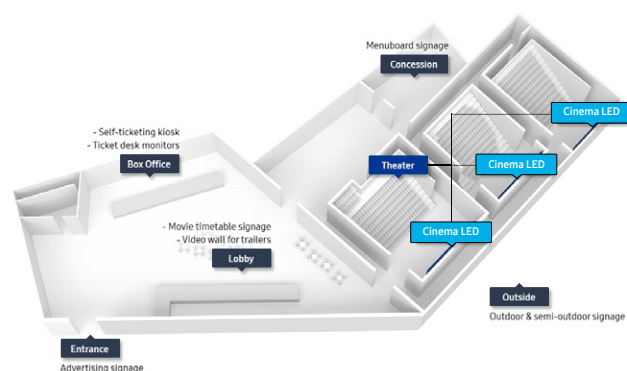 Menuboard signage
Concession
Cinema LED
- Self-ticketing kiosk
- Ticket desk monitors
Box Office
Theater
Cinema LED
- Movie timetable signage
- Video wall for trailers
Lobby
Cinema LED
Outside
Outdoor & semi-outdoor signage
Entrance
Advertising signage